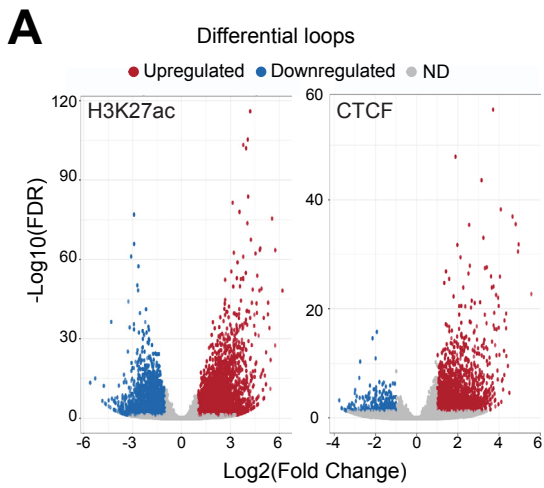 A
Differential loops
Upregulated Downregulated ND
H3K27ac
CTCF
-Log10(FDR)
120
90
60
30
0
60
40
20
0
-6 -3 0 3 6
-4 -2 0 2 4 6
Log2(Fold Change)